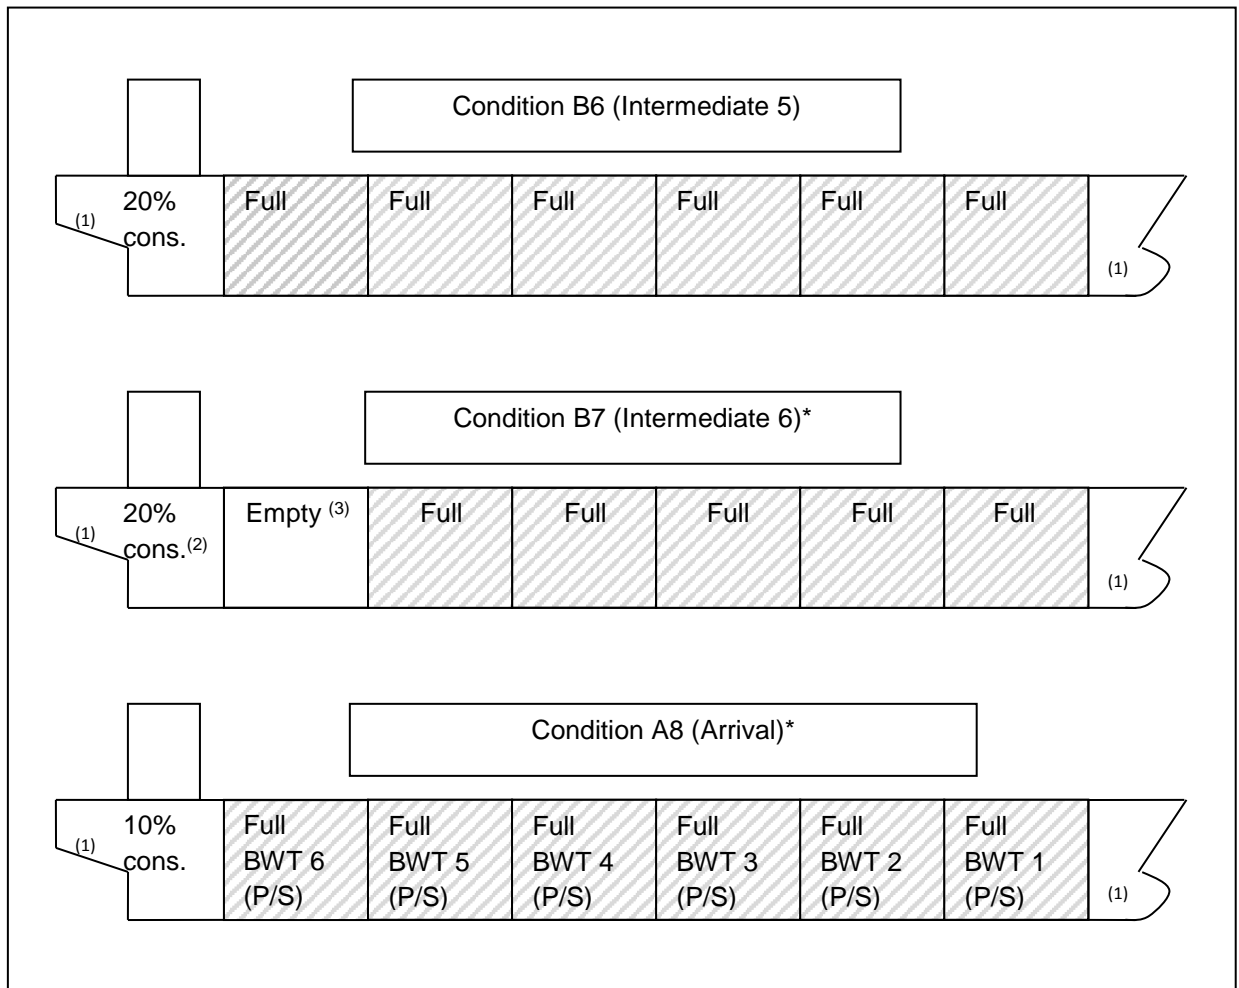 Condition B6 (Intermediate 5)
(1) 20% cons. Full Full Full Full Full Full (1)
Condition B7 (Intermediate 6)*
(1) 20% cons.(2) Empty (3) Full Full Full Full Full (1)
Condition A8 (Arrival)*
(1) 10% cons. Full BWT 6 (P/S) Full BWT 5 (P/S) Full BWT 4 (P/S) Full BWT 3 (P/S) Full BWT 2 (P/S) Full BWT 1 (P/S) (1)